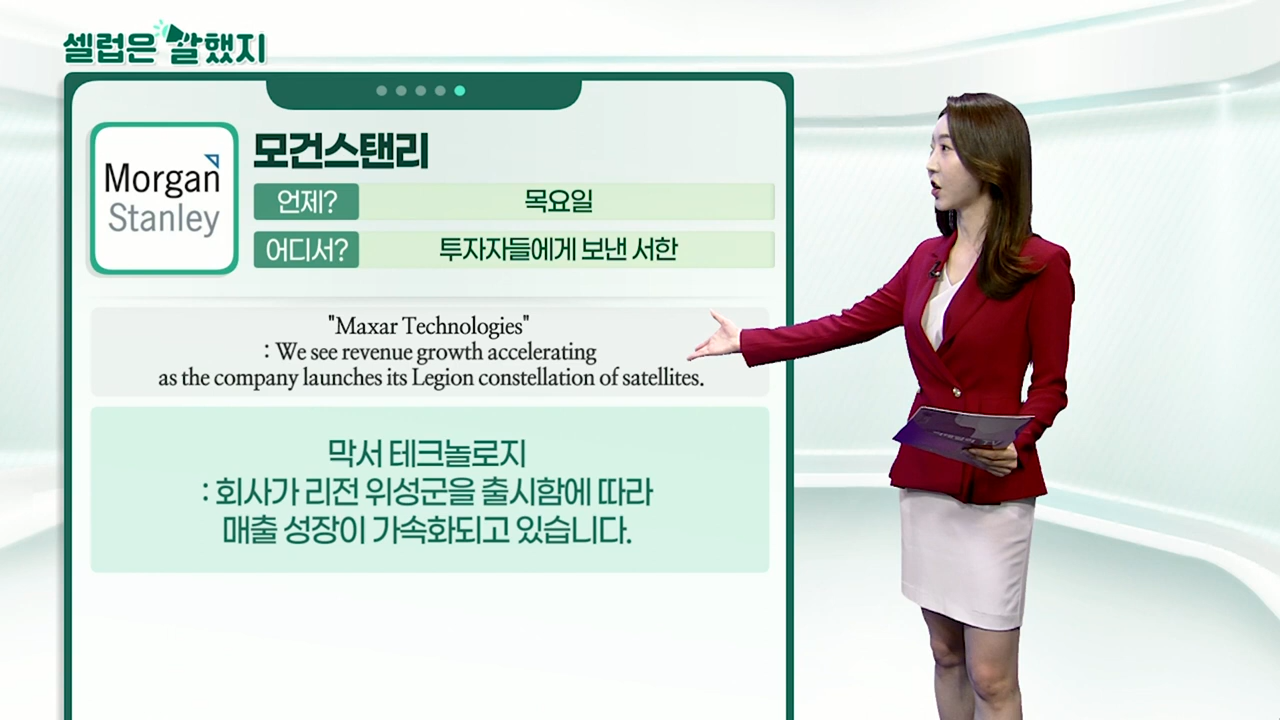 셀럽은 말했지
Morgan
Stanley
모건스탠리
언제?
목요일
어디서?
투자자들에게 보낸 서한
"Maxar Technologies"
: We see revenue growth accelerating
as the company launches its Legion constellation of satellites.
막서 테크놀로지
: 회사가 리전 위성군을 출시함에 따라
매출 성장이 가속화되고 있습니다.